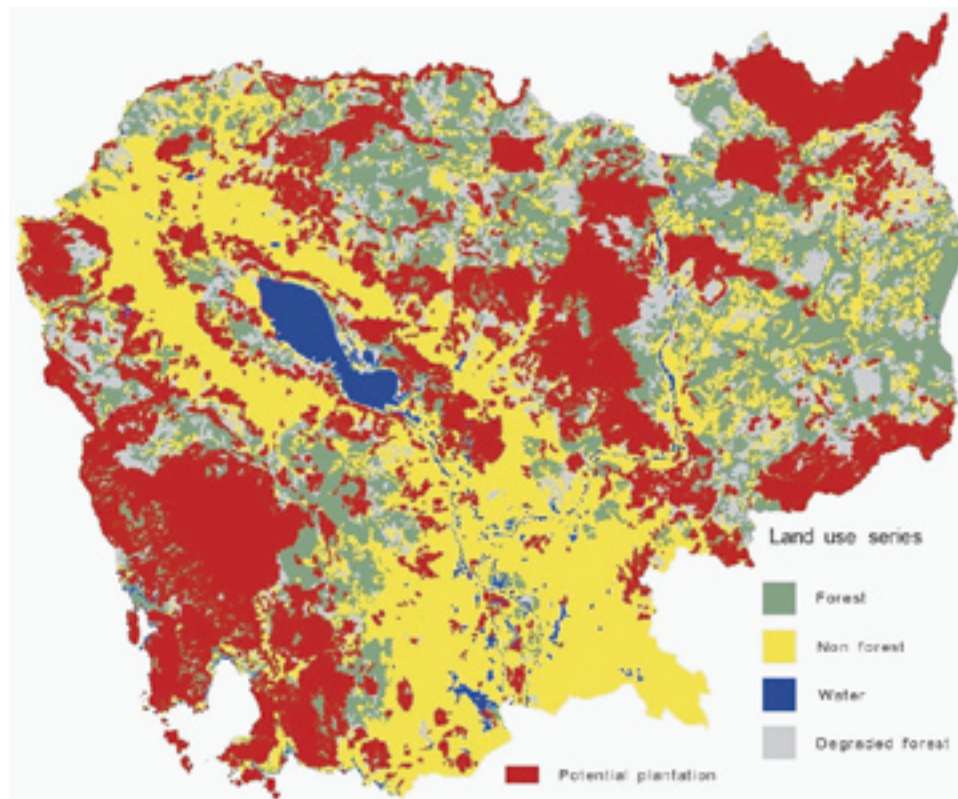 Land use series
Forest
Non forest
Water
Degraded forest
Potential plantation